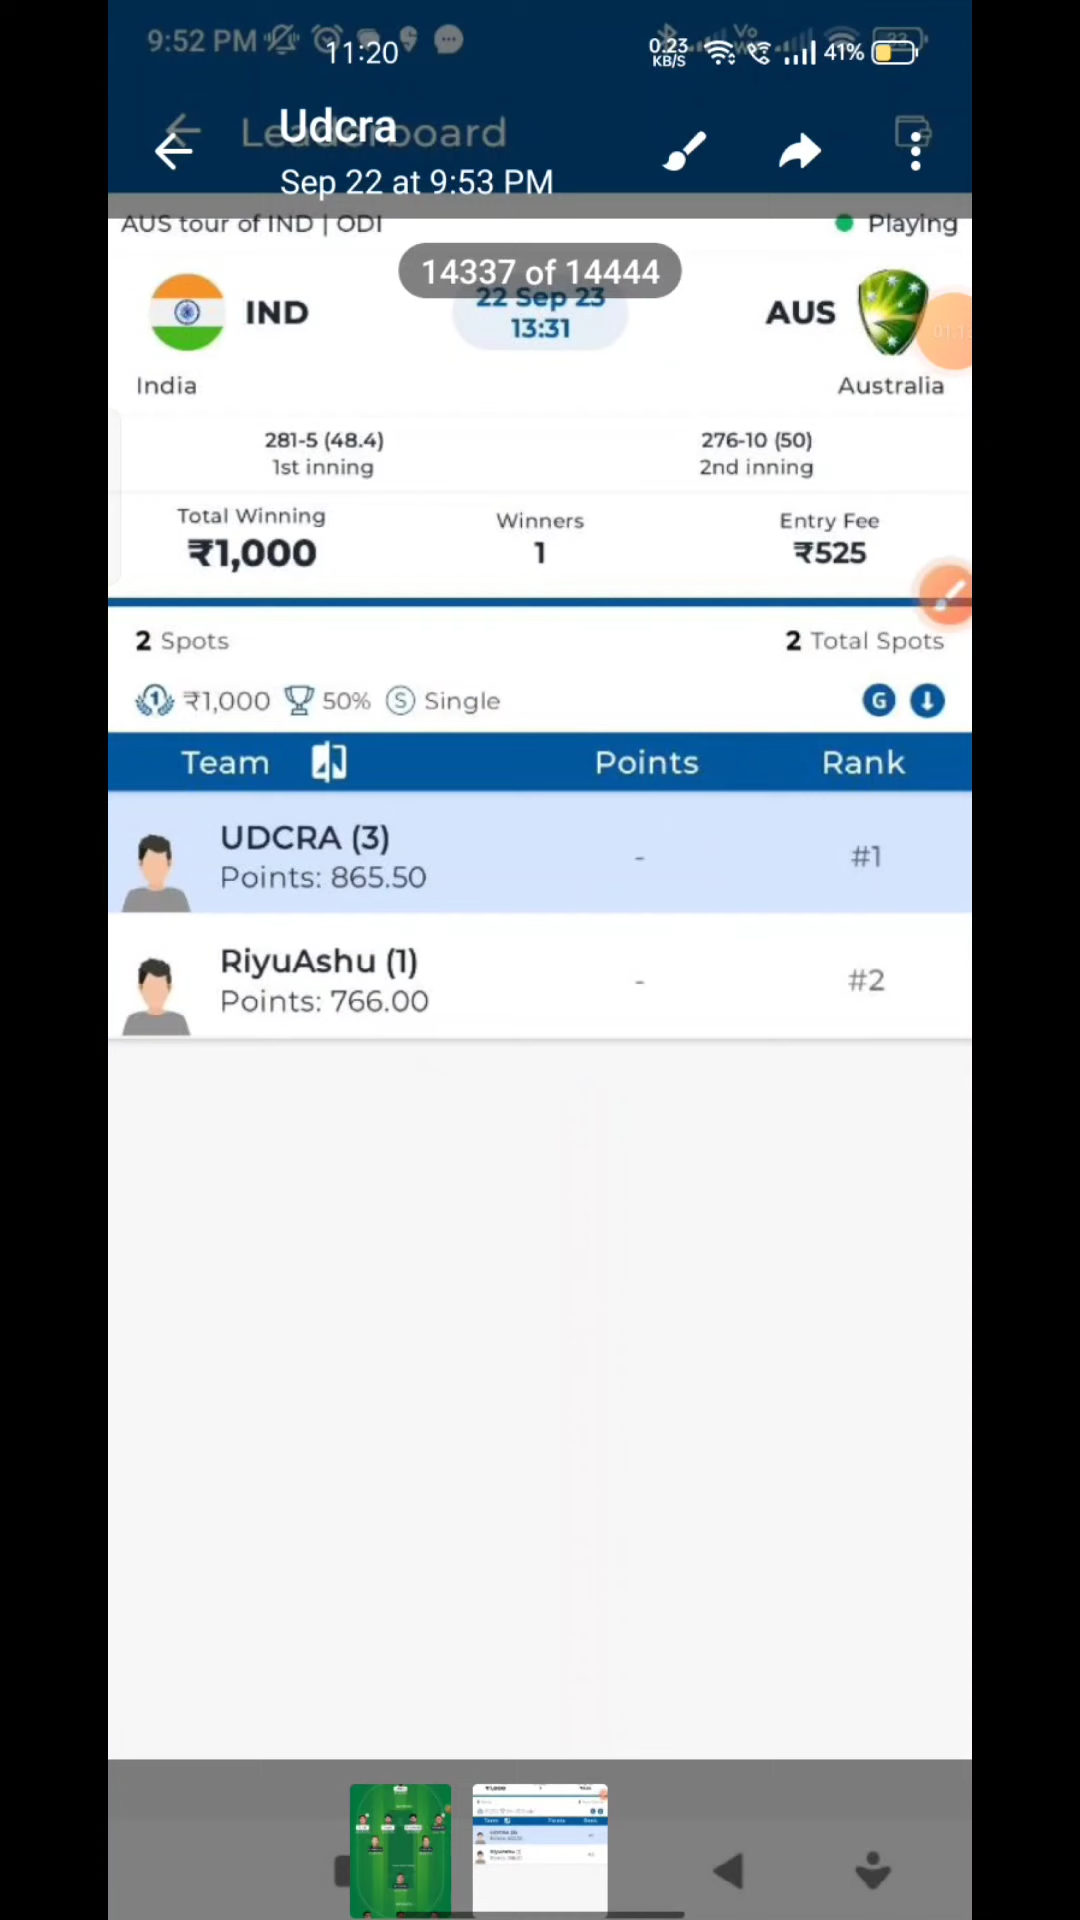 9:52 PM
11:20
0.23 KB/S
Vo
41%
Leaderboard
Udcra
Sep 22 at 9:53 PM
AUS tour of IND | ODI
Playing
14337 of 14444
IND
22 Sep 23
13:31
AUS
India
Australia
281-5 (48.4)
276-10 (50)
1st inning
2nd inning
Total Winning
Winners
Entry Fee
₹1,000
1
₹525
2 Spots
2 Total Spots
1 ₹1,000 50% S Single
G
Team
Points
Rank
UDCRA (3)
Points: 865.50
-
#1
RiyuAshu (1)
Points: 766.00
-
#2